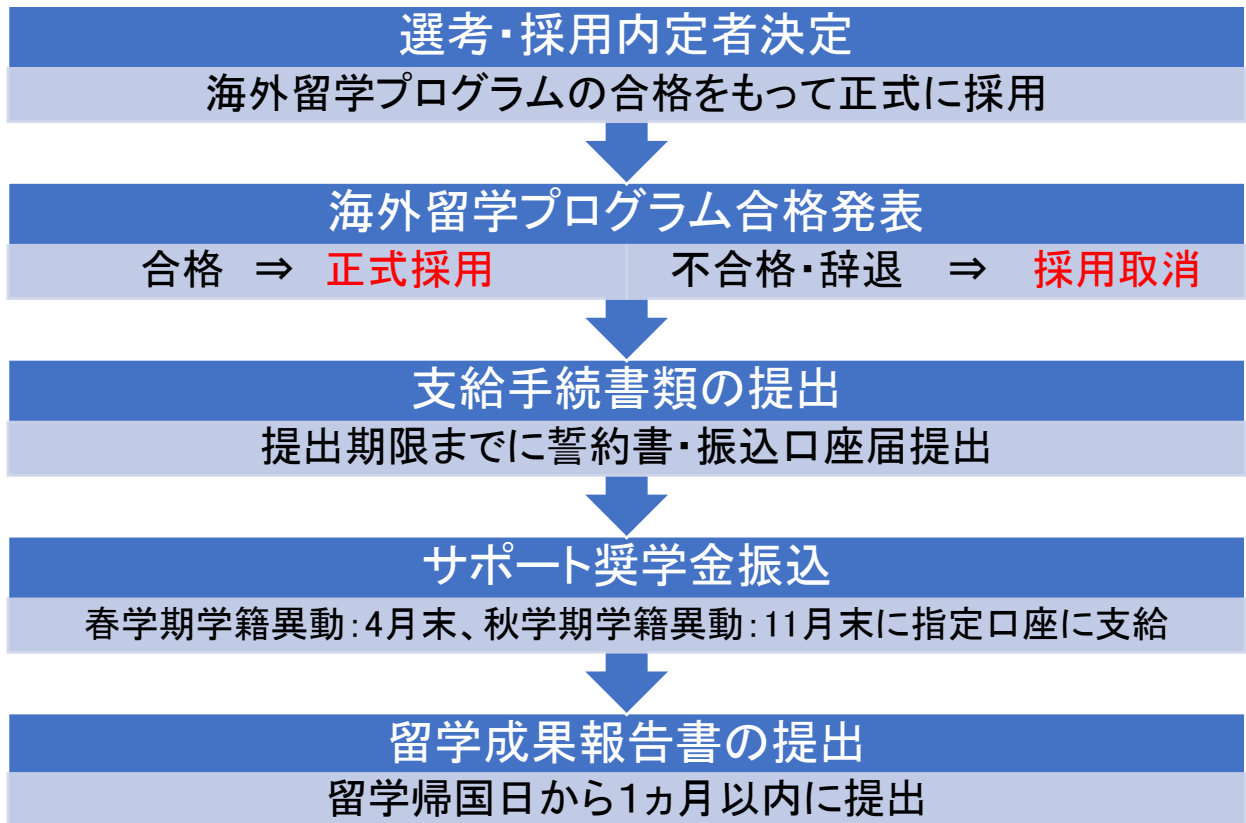 選考・採用内定者決定
海外留学プログラムの合格をもって正式に採用
海外留学プログラム合格発表
合格 ⇒ 正式採用
不合格・辞退 ⇒ 採用取消
支給手続書類の提出
提出期限までに誓約書・振込口座届提出
サポート奨学金振込
春学期学籍異動：4月末、秋学期学籍異動：11月末に指定口座に支給
留学成果報告書の提出
留学帰国日から１ヵ月以内に提出